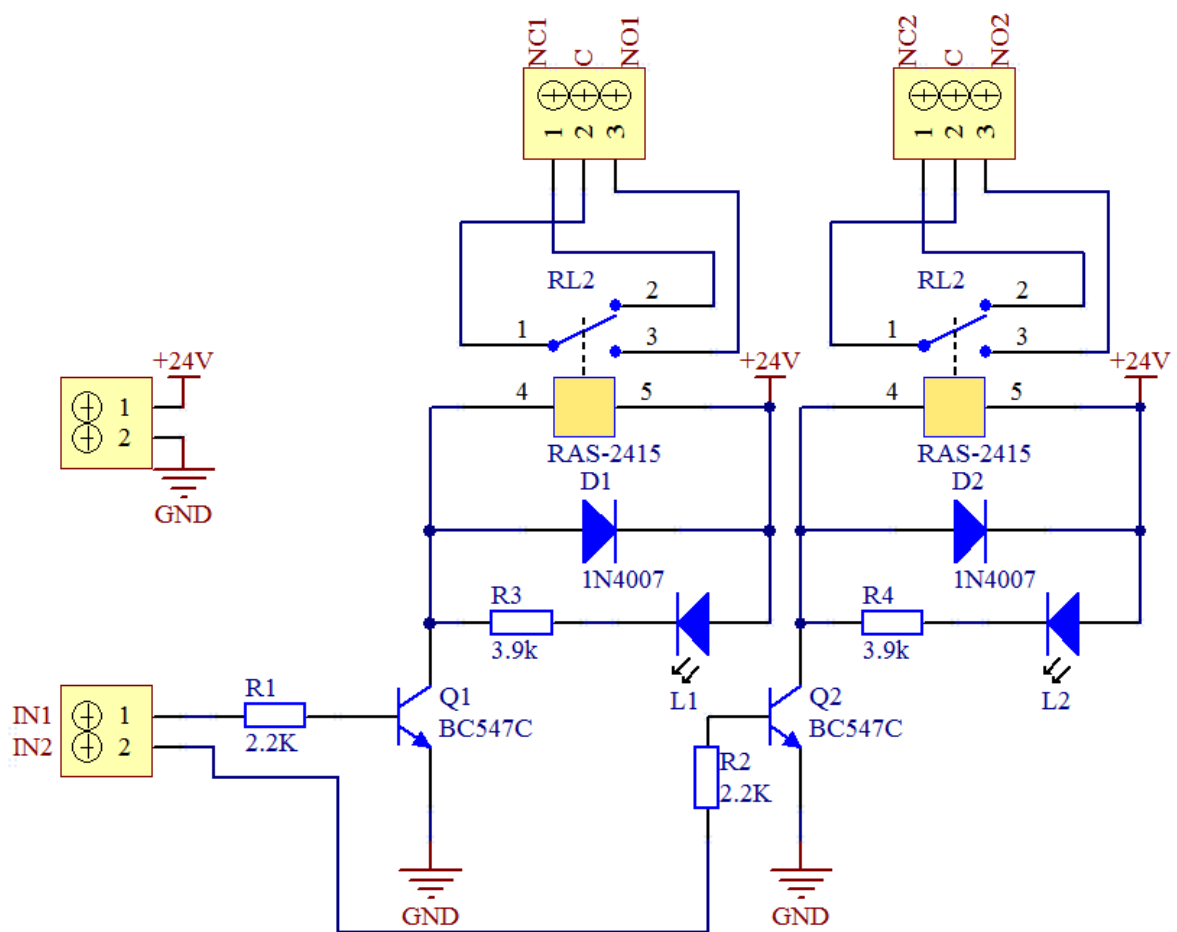 NC1 C NO1
NC2 C NO2
1 2 3
1 2 3
RL2
2
1
3
RL2
2
1
3
+24V
1
2
GND
+24V
4
5
RAS-2415
+24V
4
5
RAS-2415
D1
1N4007
D2
1N4007
R3
3.9k
L1
R4
3.9k
L2
IN1
IN2
1
2
R1
2.2K
Q1
BC547C
R2
2.2K
Q2
BC547C
GND
GND